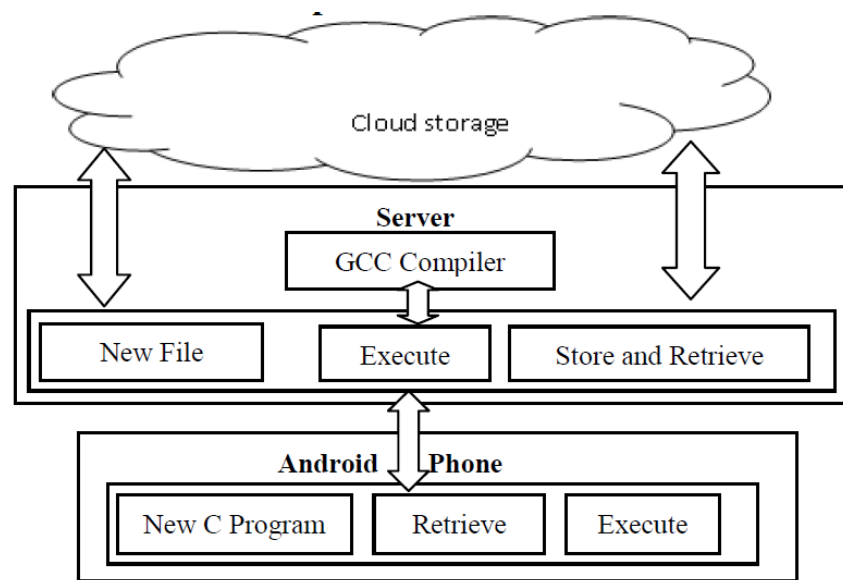 Cloud storage
Server
GCC Compiler
New File
Execute
Store and Retrieve
Android Phone
New C Program
Retrieve
Execute